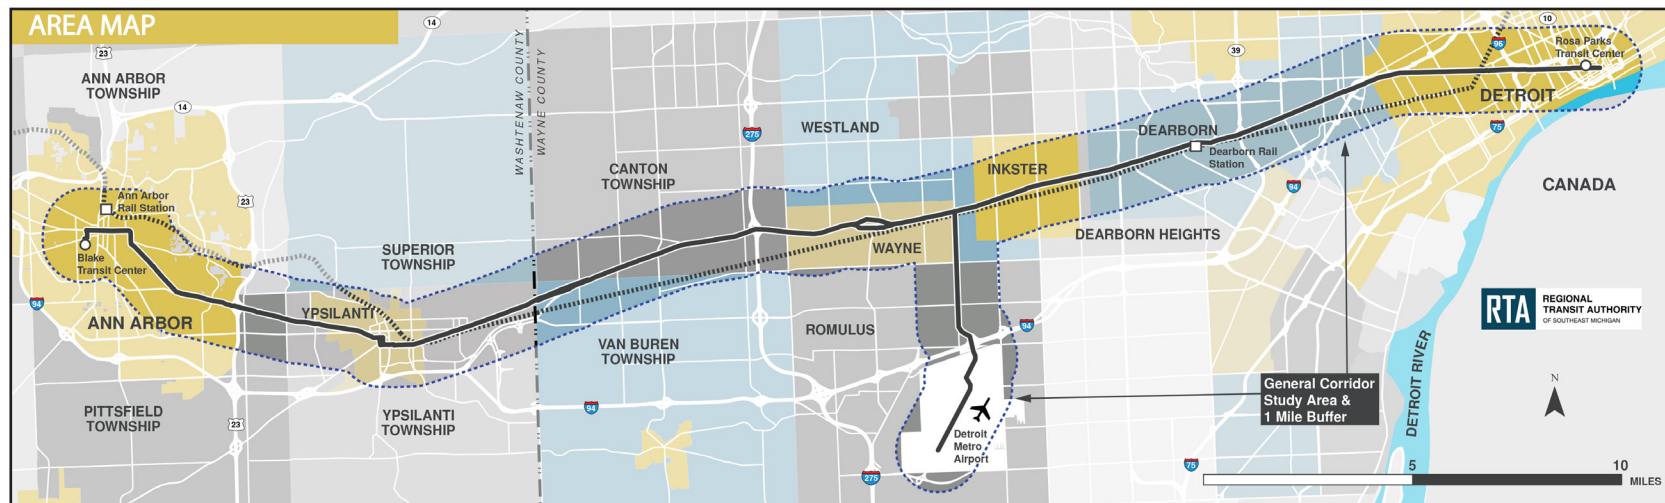 AREA MAP
23
14
10
ANN ARBOR
TOWNSHIP
14
WASHTENAW COUNTY
WAYNE COUNTY
39
96
Rosa Parks
Transit Center
DETROIT
275
WESTLAND
DEARBORN
Dearborn Rail
Station
75
CANTON
TOWNSHIP
INKSTER
94
CANADA
Ann Arbor
Rail Station
23
Blake
Transit Center
SUPERIOR
TOWNSHIP
WAYNE
DEARBORN HEIGHTS
94
ANN ARBOR
YPSILANTI
VAN BUREN
TOWNSHIP
ROMULUS
94
RTA
REGIONAL
TRANSIT AUTHORITY
OF SOUTHEAST MICHIGAN
DETROIT RIVER
N
General Corridor
Study Area &
1 Mile Buffer
PITTSFIELD
TOWNSHIP
23
YPSILANTI
TOWNSHIP
94
Detroit
Metro
Airport
275
75
5
10
MILES